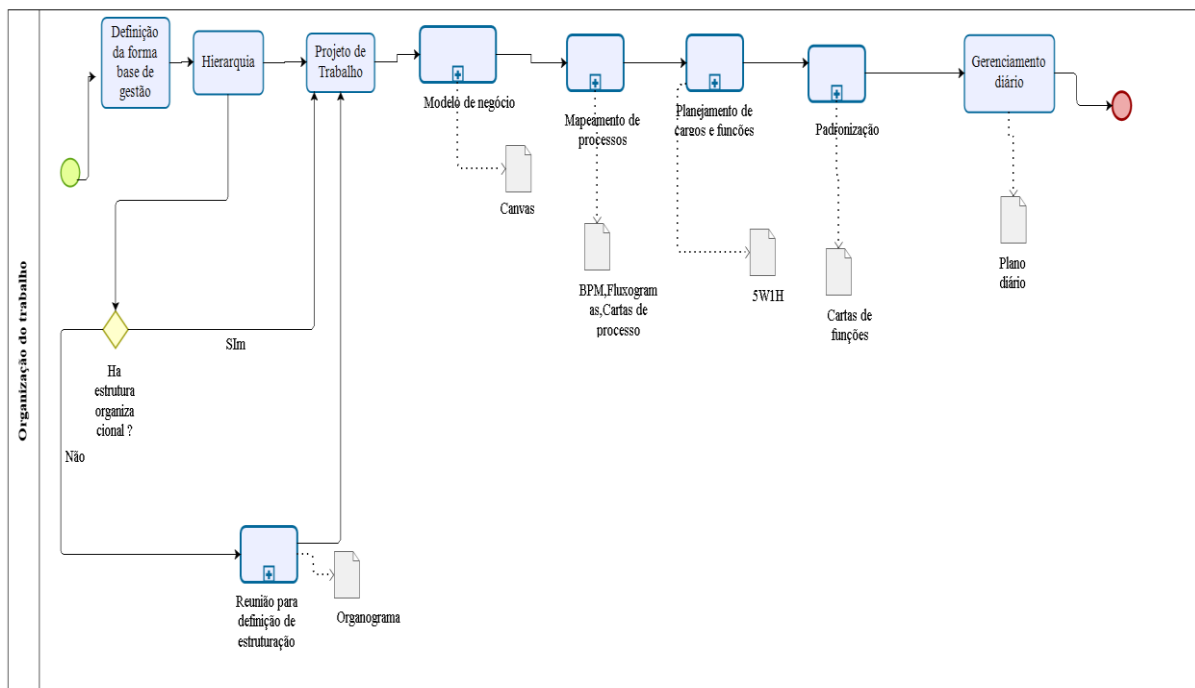 Organização do trabalho
Definição
da forma
base de
gestão
Hierarquia
Projeto de
Trabalho
Modelo de negócio
Mapeamento de
processos
Planejamento de
cargos e funcões
Padronização
Gerenciamento
diário
Canvas
BPM,Fluxogram
as,Cartas de
processo
5W1H
Cartas de
funções
Plano
diário
SIm
Ha
estrutura
organiza
cional ?
Não
Reunião para
definição de
estruturação
Organograma